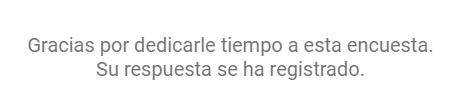 Gracias por dedicarle tiempo a esta encuesta.
Su respuesta se ha registrado.